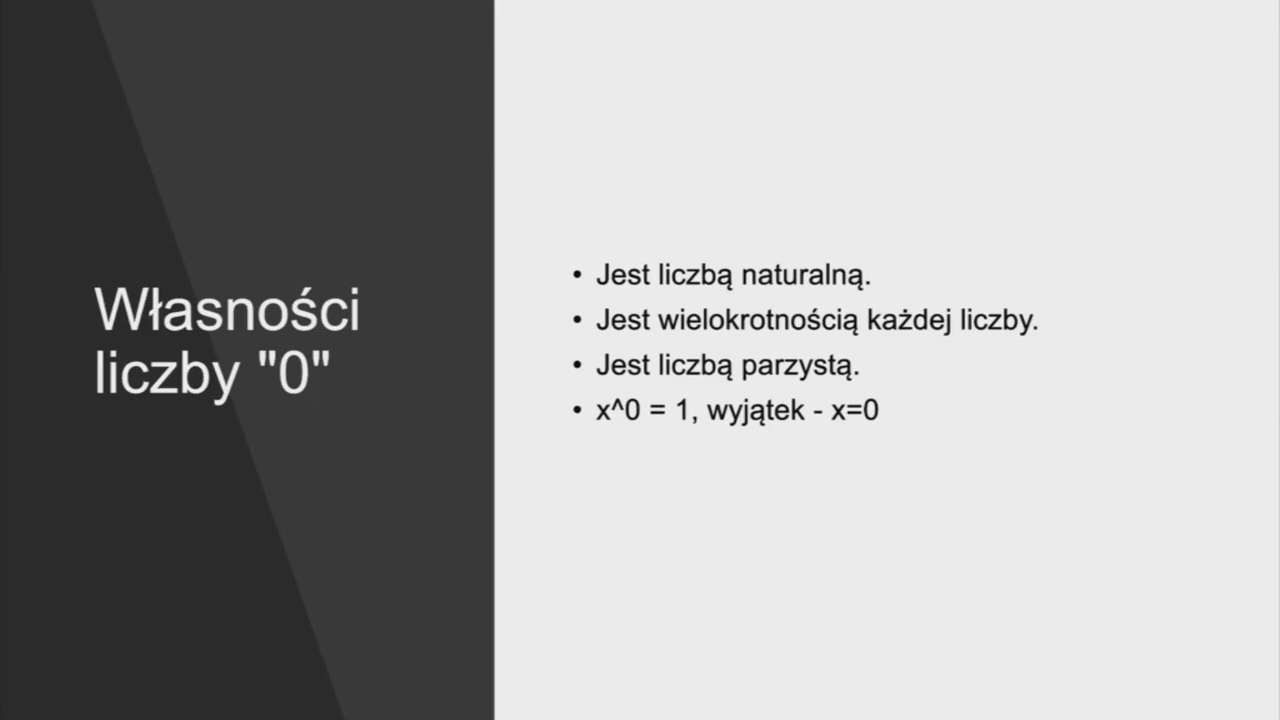 Własności
liczby "0"
• Jest liczbą naturalną.
• Jest wielokrotnością każdej liczby.
• Jest liczbą parzystą.
• x^0 = 1, wyjątek - x=0